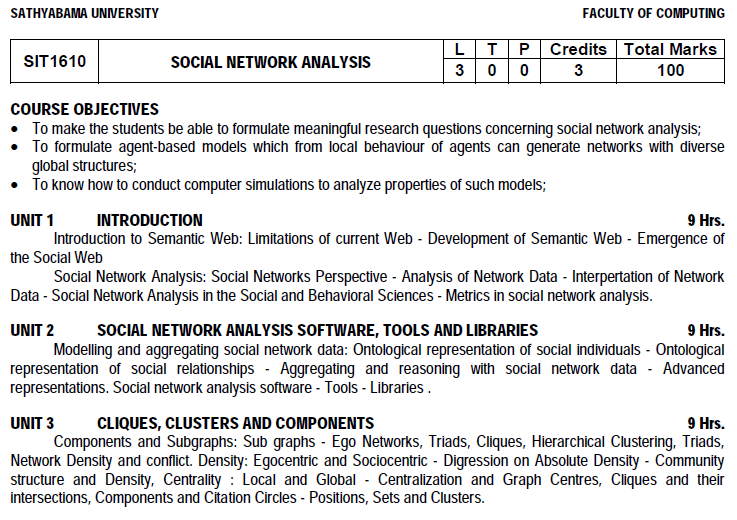 SATHYABAMA UNIVERSITY FACULTY OF COMPUTING
SIT1610 SOCIAL NETWORK ANALYSIS L T P Credits Total Marks
3 0 0 3 100
COURSE OBJECTIVES
• To make the students be able to formulate meaningful research questions concerning social network analysis;
• To formulate agent-based models which from local behaviour of agents can generate networks with diverse
global structures;
• To know how to conduct computer simulations to analyze properties of such models;
UNIT 1 INTRODUCTION 9 Hrs.
Introduction to Semantic Web: Limitations of current Web - Development of Semantic Web - Emergence of
the Social Web
Social Network Analysis: Social Networks Perspective - Analysis of Network Data - Interpertation of Network
Data - Social Network Analysis in the Social and Behavioral Sciences - Metrics in social network analysis.
UNIT 2 SOCIAL NETWORK ANALYSIS SOFTWARE, TOOLS AND LIBRARIES 9 Hrs.
Modelling and aggregating social network data: Ontological representation of social individuals - Ontological
representation of social relationships - Aggregating and reasoning with social network data - Advanced
representations. Social network analysis software - Tools - Libraries .
UNIT 3 CLIQUES, CLUSTERS AND COMPONENTS 9 Hrs.
Components and Subgraphs: Sub graphs - Ego Networks, Triads, Cliques, Hierarchical Clustering, Triads,
Network Density and conflict. Density: Egocentric and Sociocentric - Digression on Absolute Density - Community
structure and Density, Centrality : Local and Global - Centralization and Graph Centres, Cliques and their
intersections, Components and Citation Circles - Positions, Sets and Clusters.